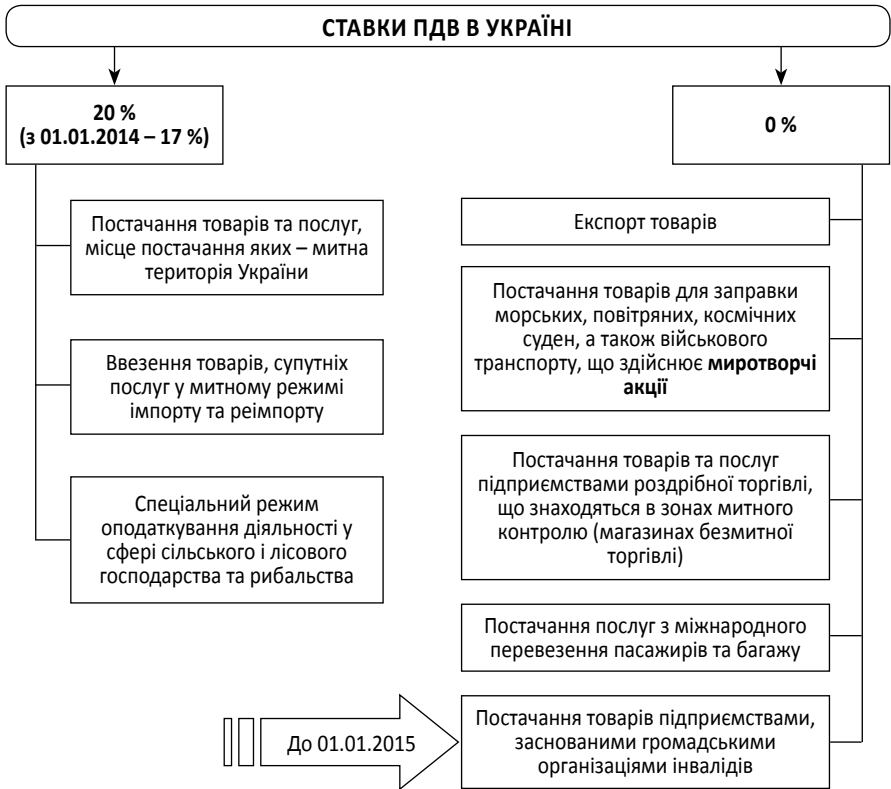 СТАВКИ ПДВ В УКРАЇНІ
20 %
(з 01.01.2014 – 17 %)
Постачання товарів та послуг,
місце постачання яких – митна
територія України
Ввезення товарів, супутніх
послуг у митному режимі
імпорту та реімпорту
Спеціальний режим
оподаткування діяльності у
сфері сільського і лісового
господарства та рибальства
0 %
Експорт товарів
Постачання товарів для заправки
морських, повітряних, космічних
суден, а також військового
транспорту, що здійснює миротворчі
акції
Постачання товарів та послуг
підприємствами роздрібної торгівлі,
що знаходяться в зонах митного
контролю (магазинах безмитної
торгівлі)
Постачання послуг з міжнародного
перевезення пасажирів та багажу
До 01.01.2015
Постачання товарів підприємствами,
заснованими громадськими
організаціями інвалідів